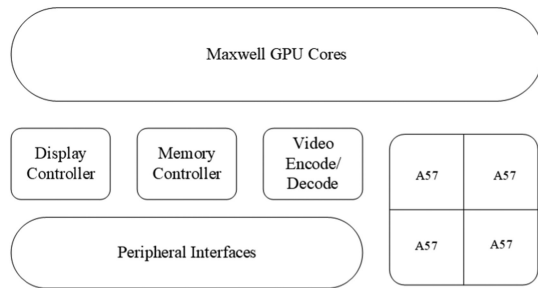 Maxwell GPU Cores
Display
Controller
Memory
Controller
Video
Encode/
Decode
A57
A57
Peripheral Interfaces
A57
A57